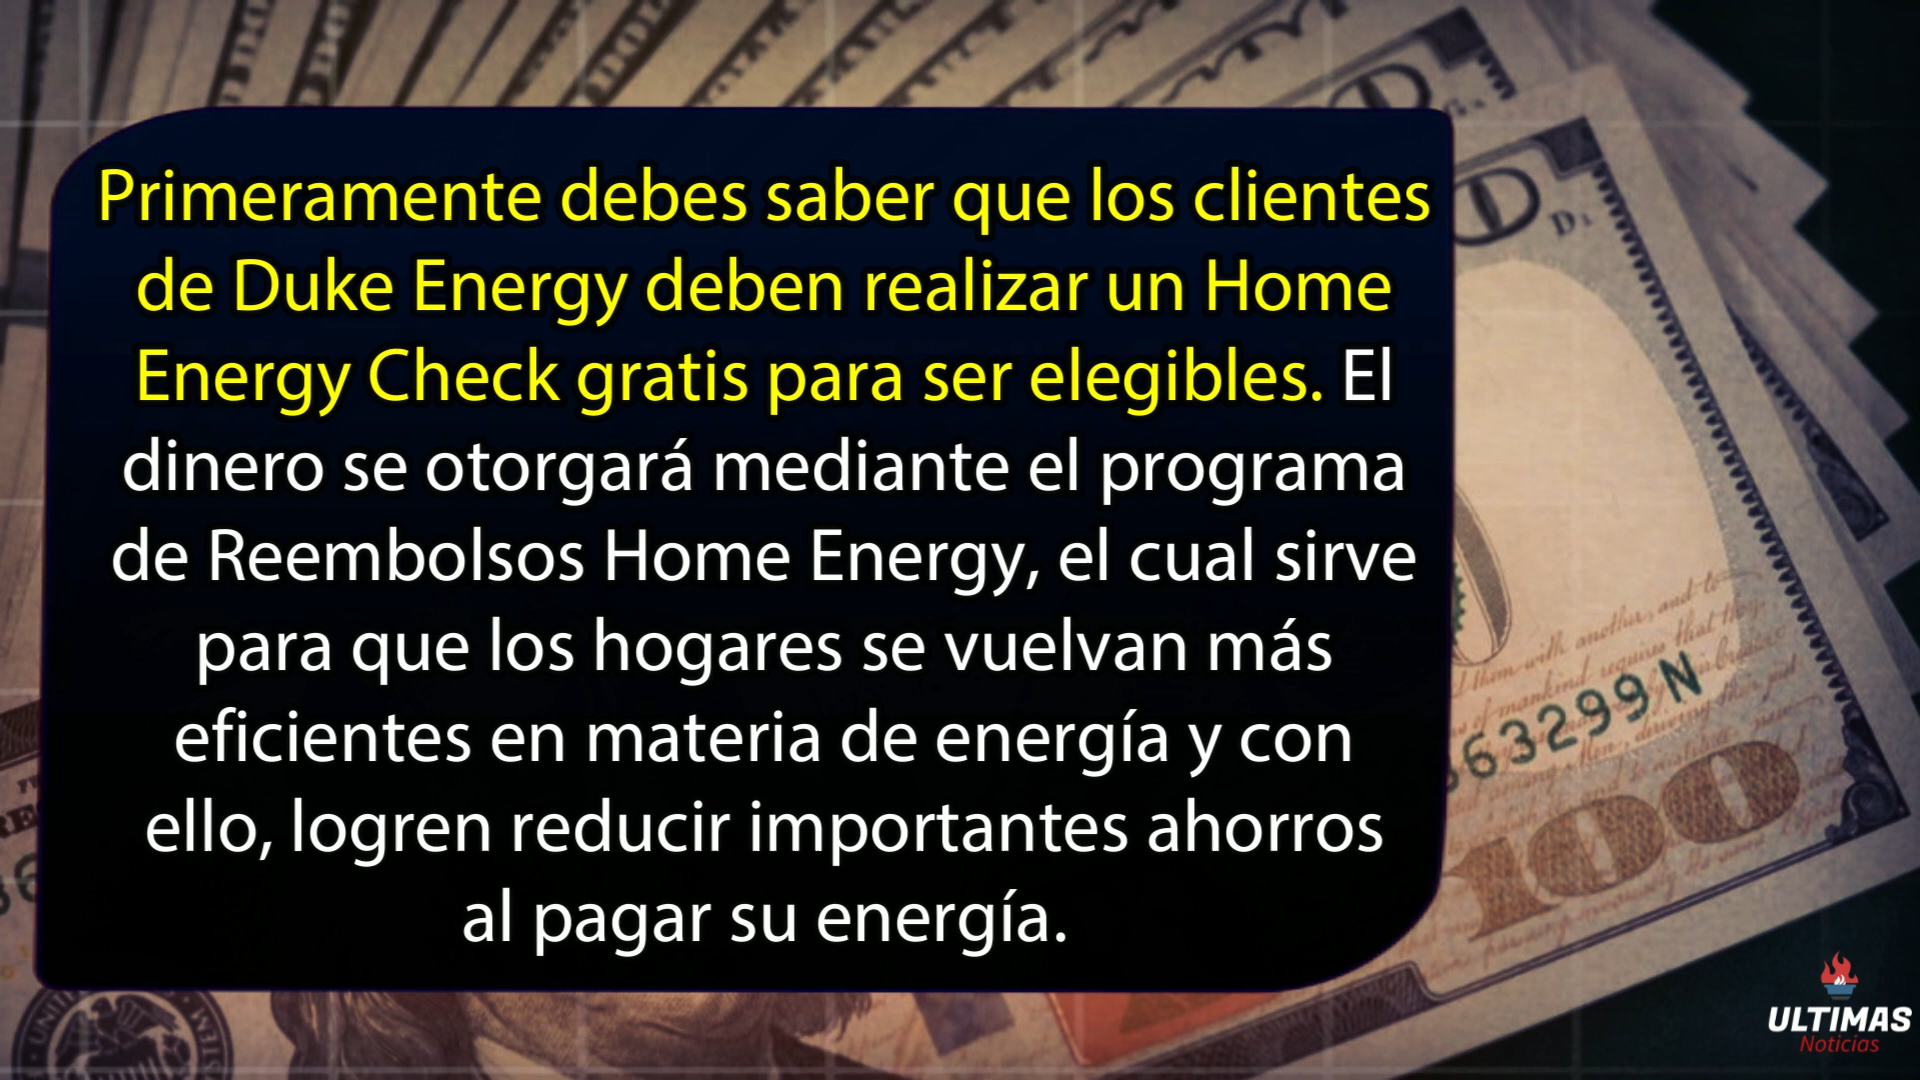 Primeramente debes saber que los clientes
de Duke Energy deben realizar un Home
Energy Check gratis para ser elegibles. El
dinero se otorgará mediante el programa
de Reembolsos Home Energy, el cual sirve
para que los hogares se vuelvan más
eficientes en materia de energía y con
ello, logren reducir importantes ahorros
al pagar su energía.
63299 N
100
ULTIMAS
Noticias